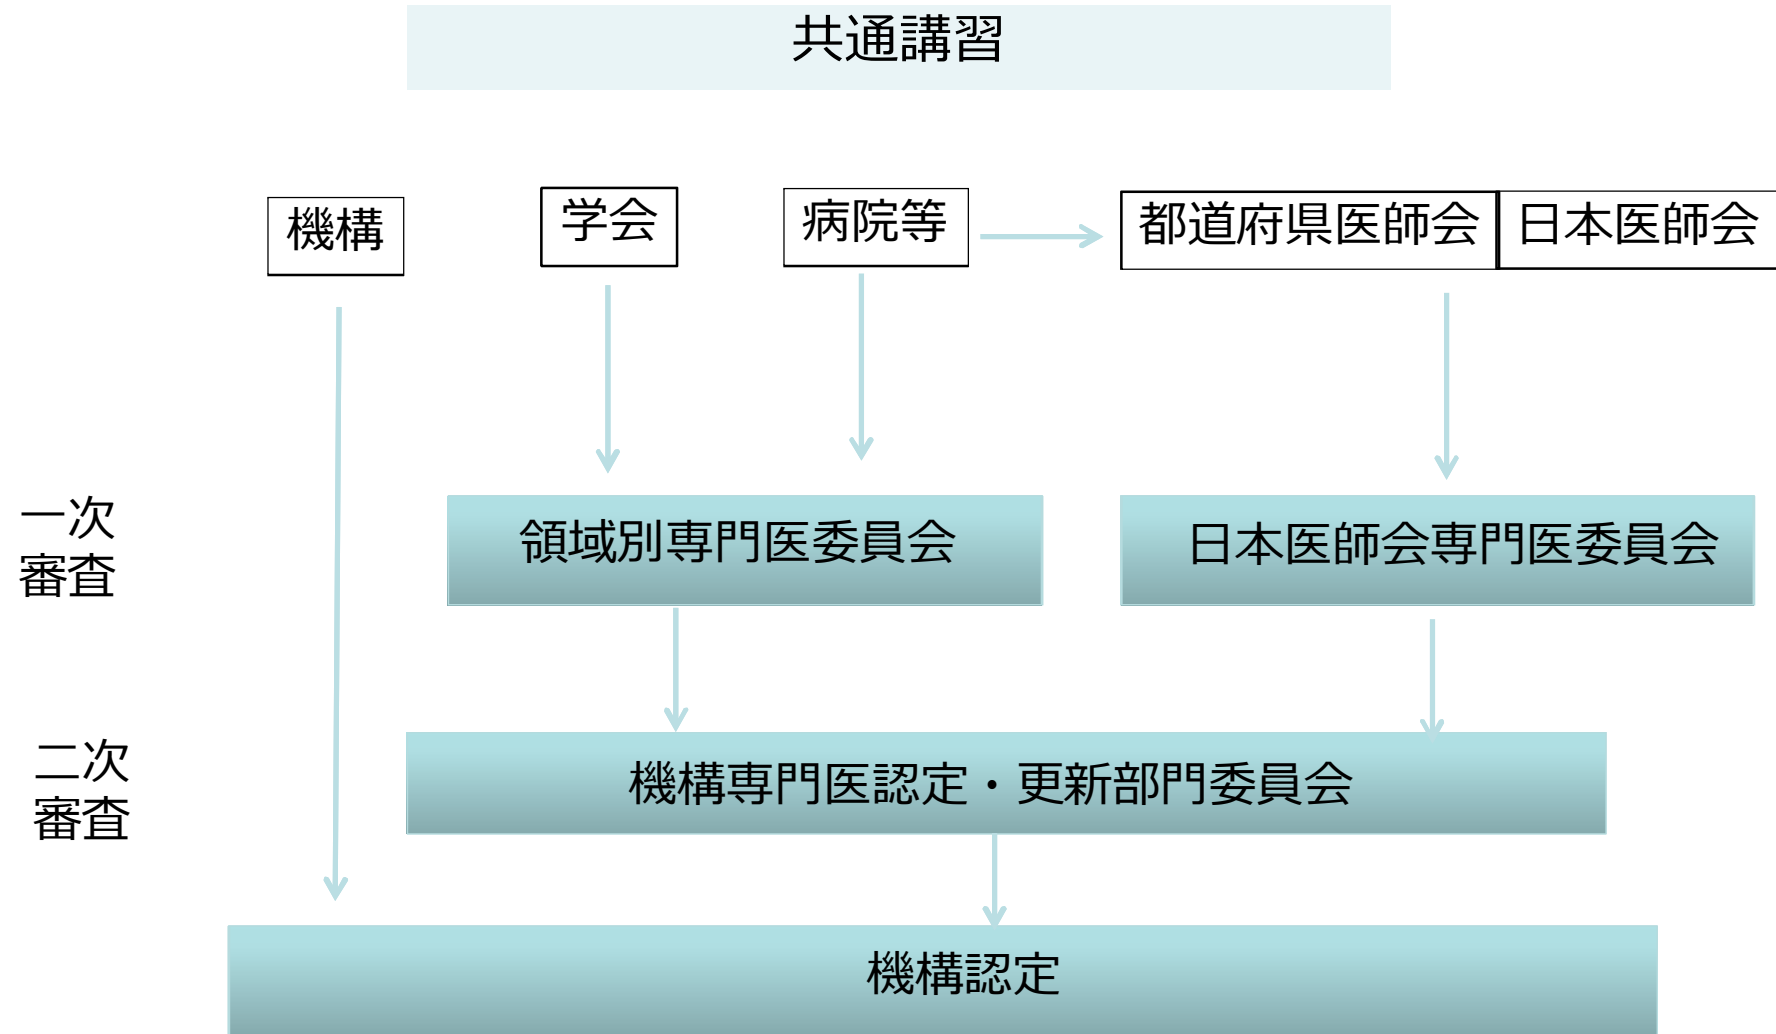 共通講習
機構
学会
病院等
都道府県医師会
日本医師会
一次
審査
領域別専門医委員会
日本医師会専門医委員会
二次
審査
機構専門医認定・更新部門委員会
機構認定